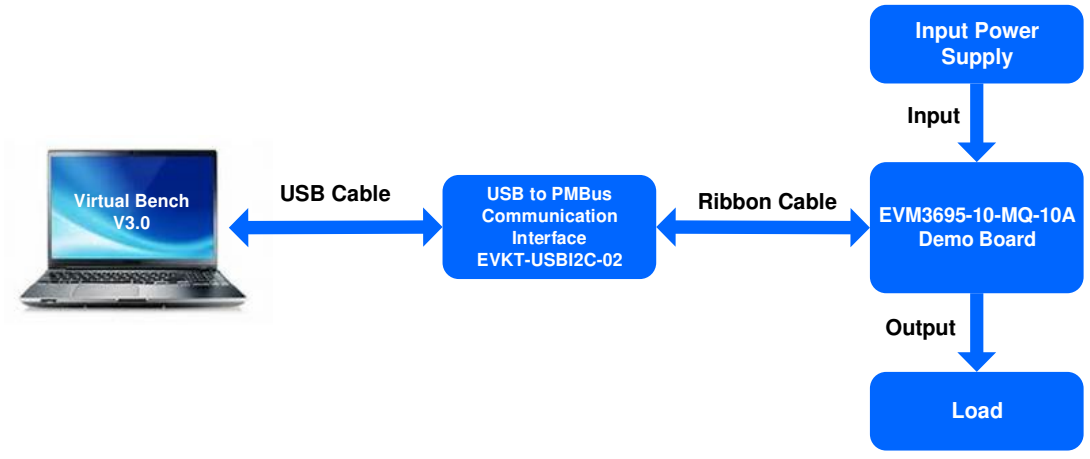 Input Power
Supply
Input
Virtual Bench
V3.0
USB Cable
USB to PMBus
Communication
Interface
EVKT-USBI2C-02
Ribbon Cable
EVM3695-10-MQ-10A
Demo Board
Output
Load